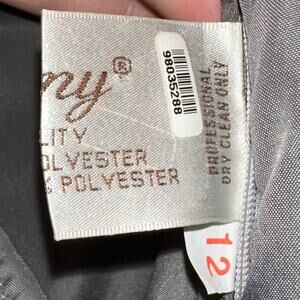 ny®
LITY
OLYESTER
% POLYESTER
98035288
PROFESSIONAL
DRY CLEAN ONLY
12